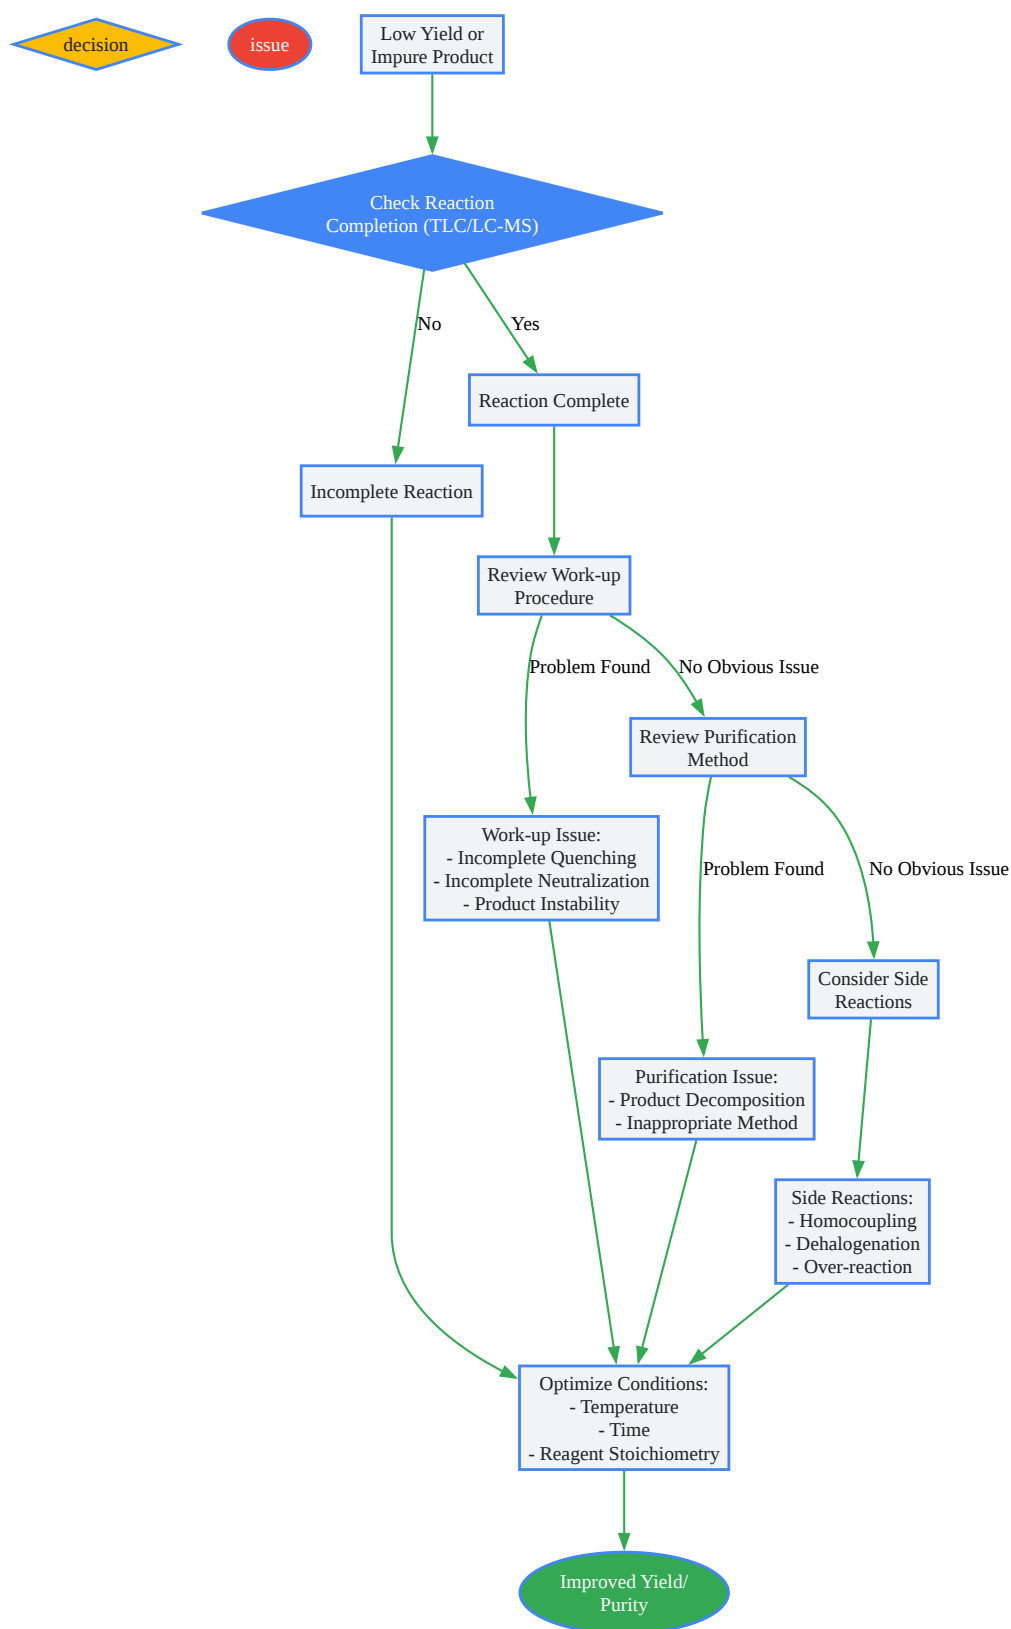 decision
issue
Low Yield or
Impure Product
Check Reaction
Completion (TLC/LC-MS)
No
Yes
Reaction Complete
Incomplete Reaction
Review Work-up
Procedure
Problem Found
No Obvious Issue
Review Purification
Method
Work-up Issue:
- Incomplete Quenching
- Incomplete Neutralization
- Product Instability
Problem Found
No Obvious Issue
Consider Side
Reactions
Purification Issue:
- Product Decomposition
- Inappropriate Method
Side Reactions:
- Homocoupling
- Dehalogenation
- Over-reaction
Optimize Conditions:
- Temperature
- Time
- Reagent Stoichiometry
Improved Yield/
Purity